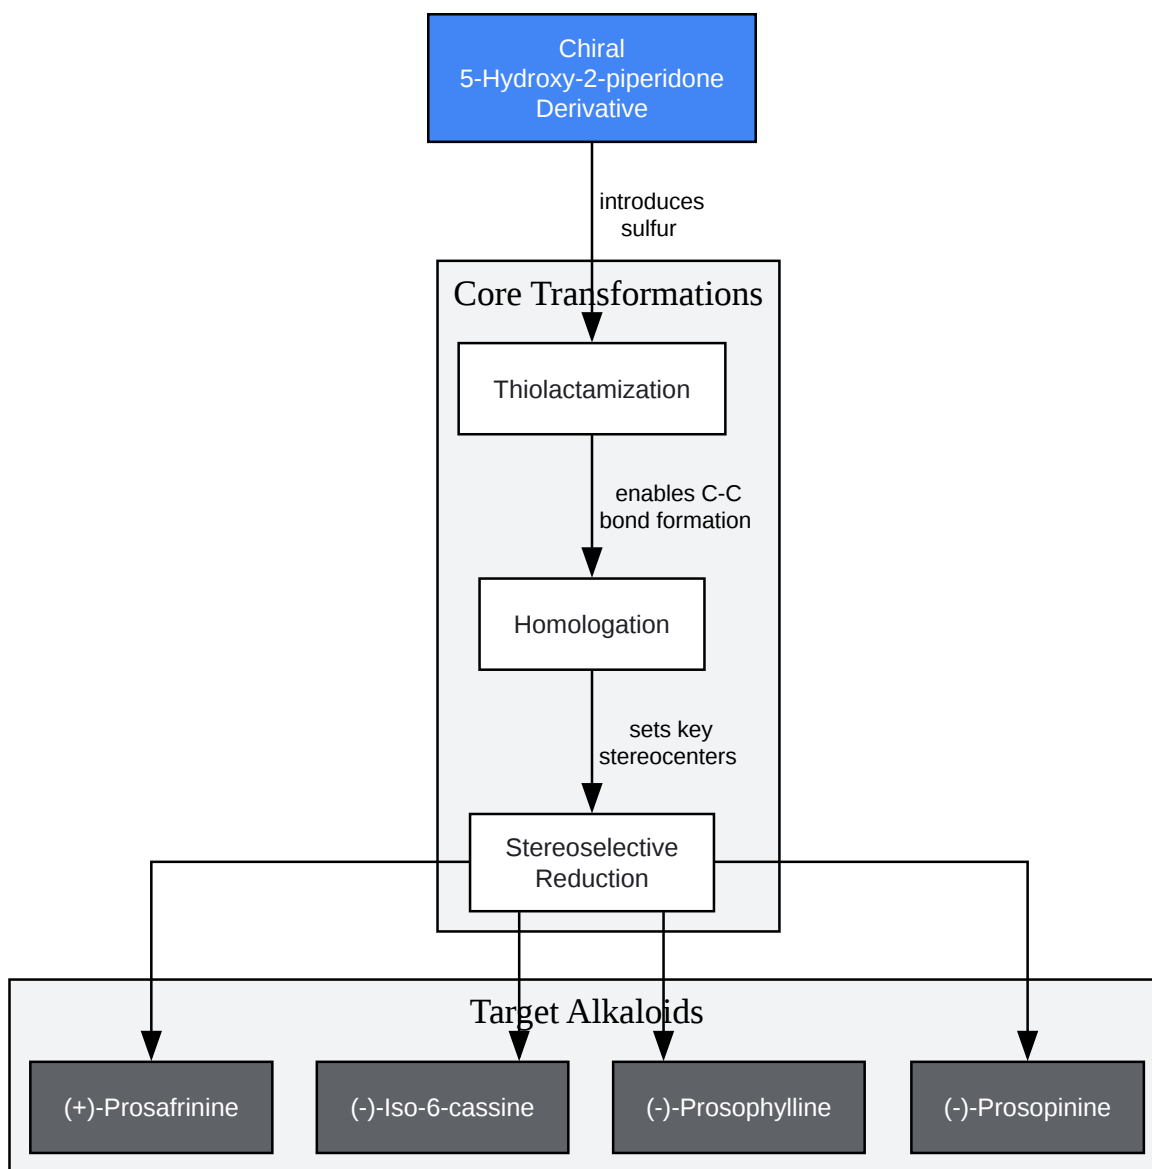 Chiral
5-Hydroxy-2-piperidone
Derivative
introduces
sulfur
Core Transformations
Thiolactamization
enables C-C
bond formation
Homologation
sets key
stereocenters
Stereoselective
Reduction
Target Alkaloids
(+)-Prosafrinine
(-)-Iso-6-cassine
(-)-Prosophylline
(-)-Prosopinine